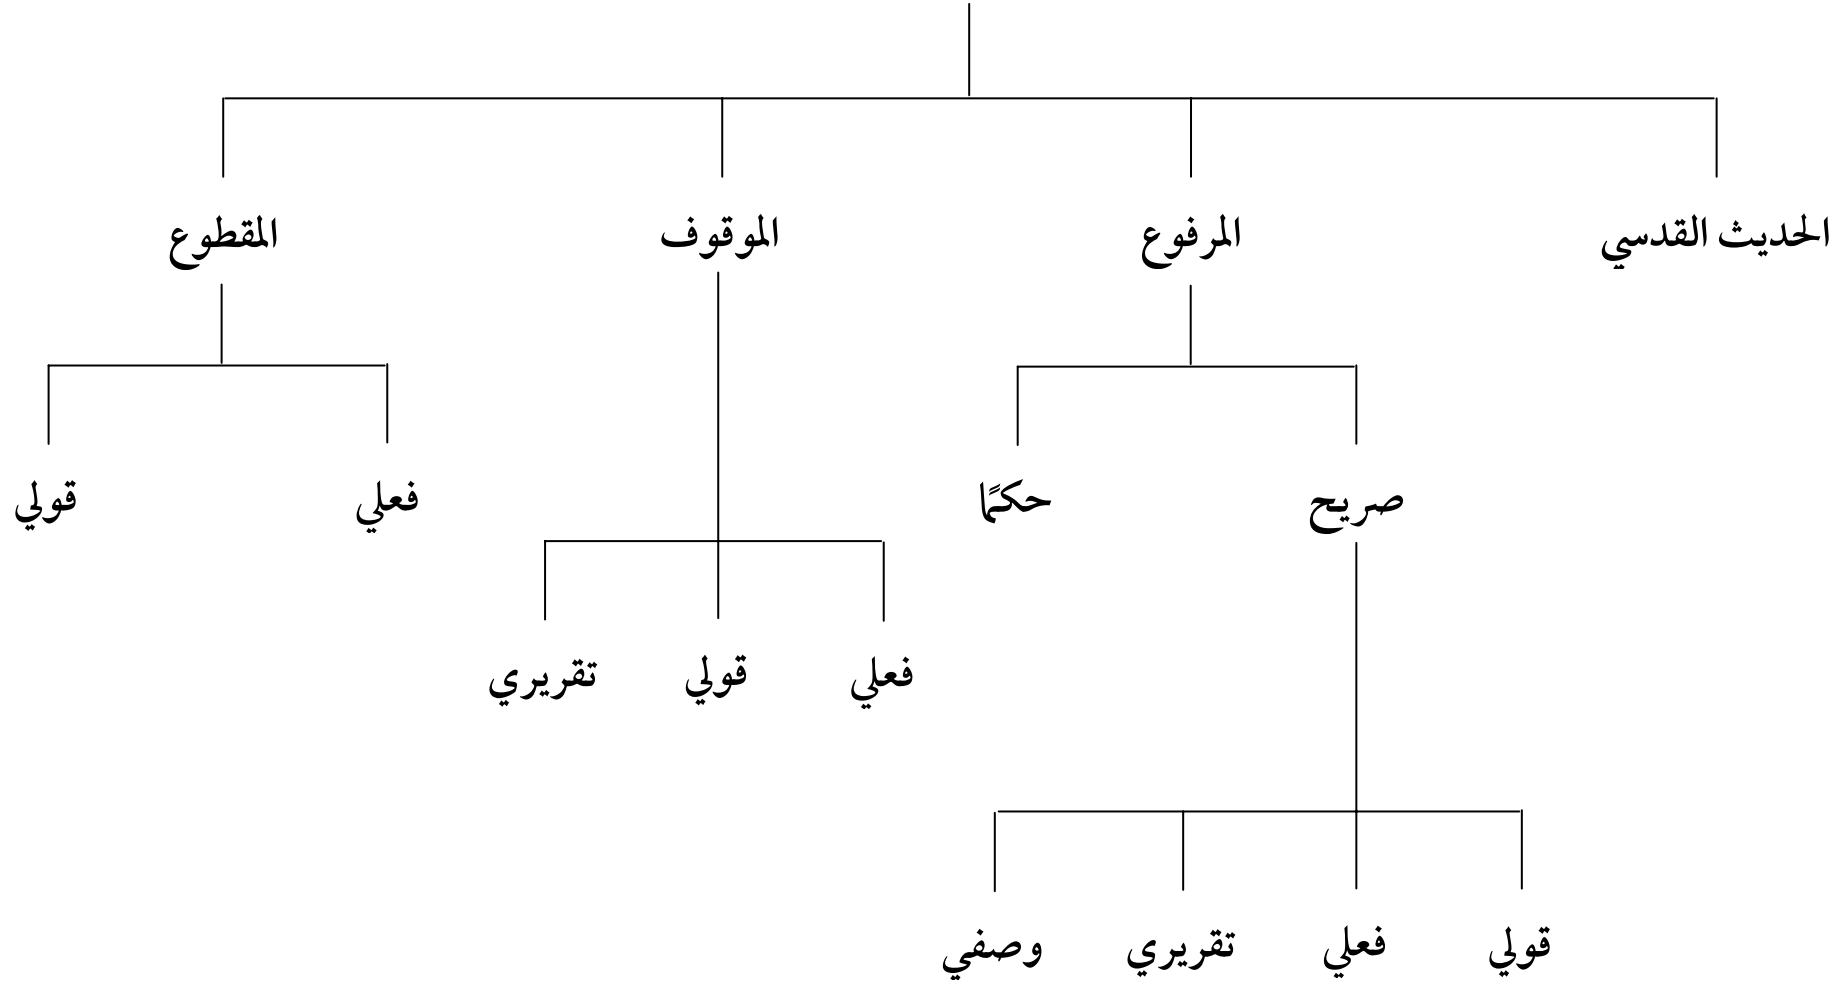 الحديث القدسي المرفوع الموقوف المقطوع
صريح حكمًا فعلي قولي
فعلي قولي تقريري
قولي فعلي تقريري وصفي